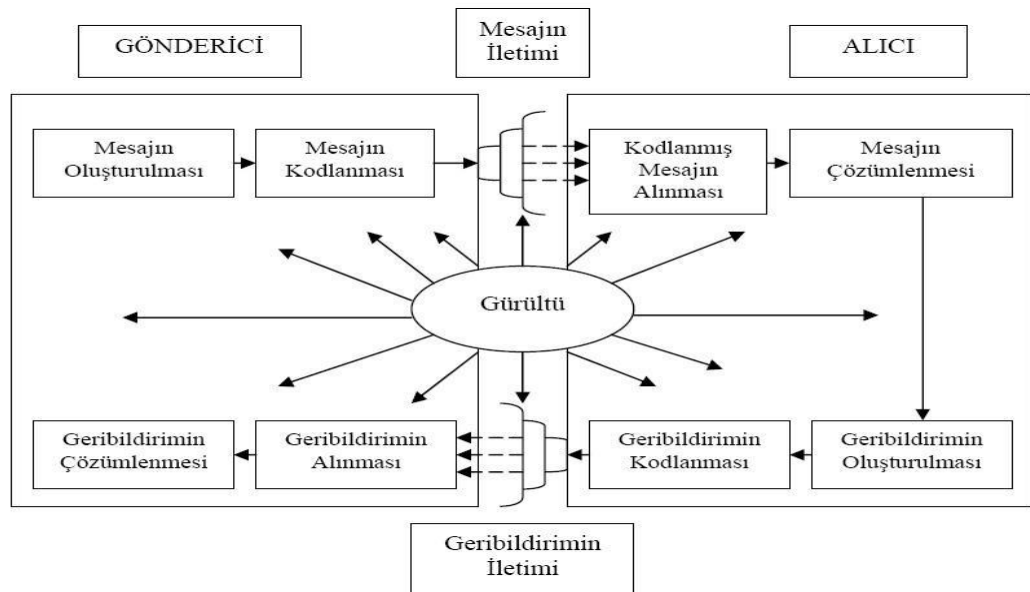 GÖNDERİCİ
Mesajın
İletimi
ALICI
Mesajın
Oluşturulması
Mesajın
Kodlanması
Kodlanmış
Mesajın
Alınması
Mesajın
Çözümlenmesi
Gürültü
Geribildirimin
Çözümlenmesi
Geribildirimin
Alınması
Geribildirimin
Kodlanması
Geribildirimin
Oluşturulması
Geribildirimin
İletimi